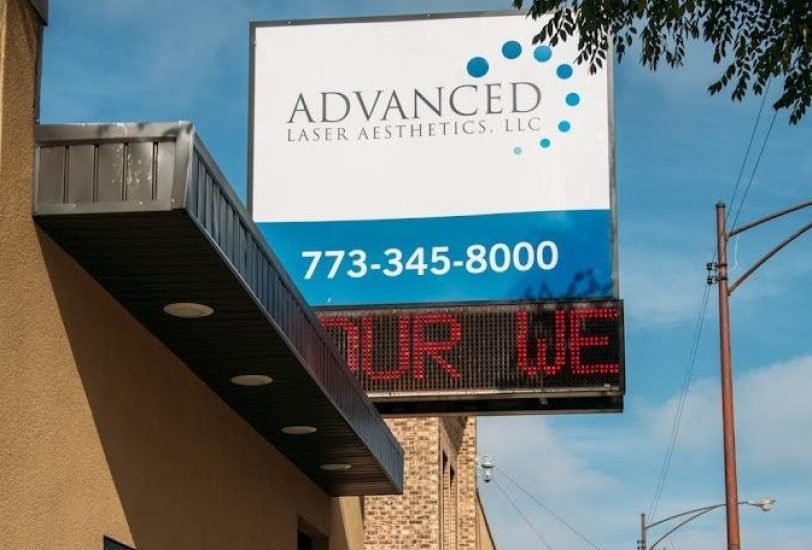 ADVANCED
LASER AESTHETICS, LLC
773-345-8000
OUR WE